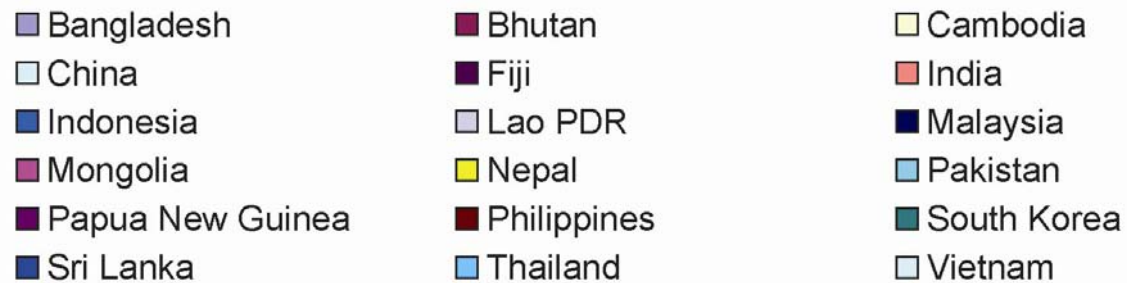 Bangladesh Bhutan Cambodia
China Fiji India
Indonesia Lao PDR Malaysia
Mongolia Nepal Pakistan
Papua New Guinea Philippines South Korea
Sri Lanka Thailand Vietnam